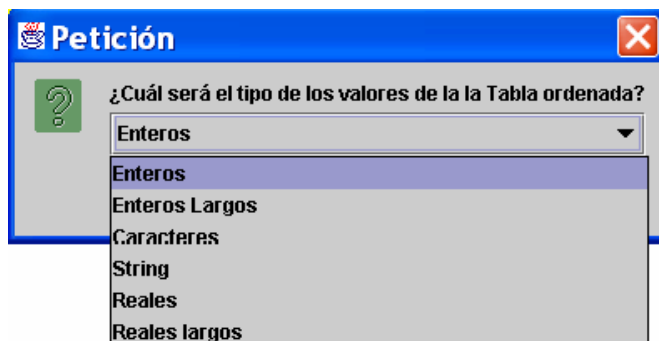 Petición
¿Cuál será el tipo de los valores de la la Tabla ordenada?
Enteros
Enteros
Enteros Largos
Caracteres
String
Reales
Reales largos